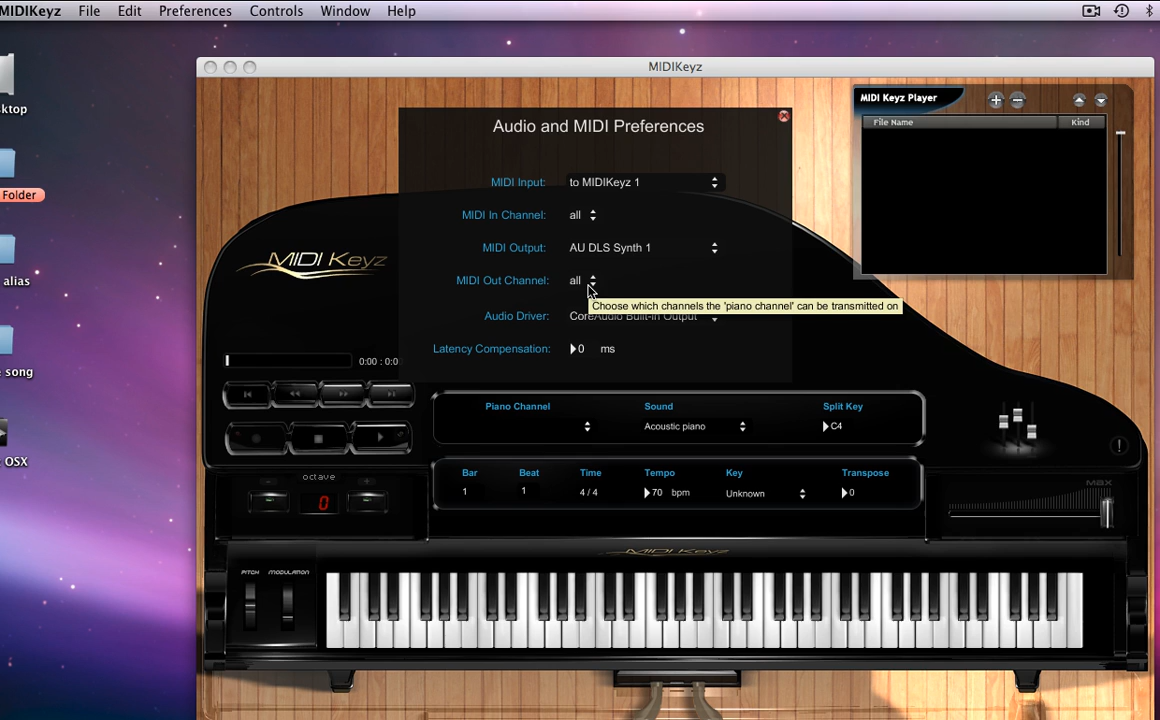 MIDIKeyz File Edit Preferences Controls Window Help
MIDIKeyz
ktop
Folder
alias
song
OSX
MIDI Keyz Player
File Name Kind
Audio and MIDI Preferences
MIDI Input: to MIDIKeyz 1
MIDI In Channel: all
MIDI Output: AU DLS Synth 1
MIDI Out Channel: all
Choose which channels the 'piano channel' can be transmitted on
Audio Driver: CoreAudio Built-in Output
Latency Compensation: 0 ms
MIDI Keyz
0:00 : 0:0
Piano Channel Sound Split Key
Acoustic piano C4
Bar Beat Time Tempo Key Transpose
1 1 4 / 4 70 bpm Unknown 0
octave
- +
0
MAX
MIDI Keyz
PITCH MODULATION